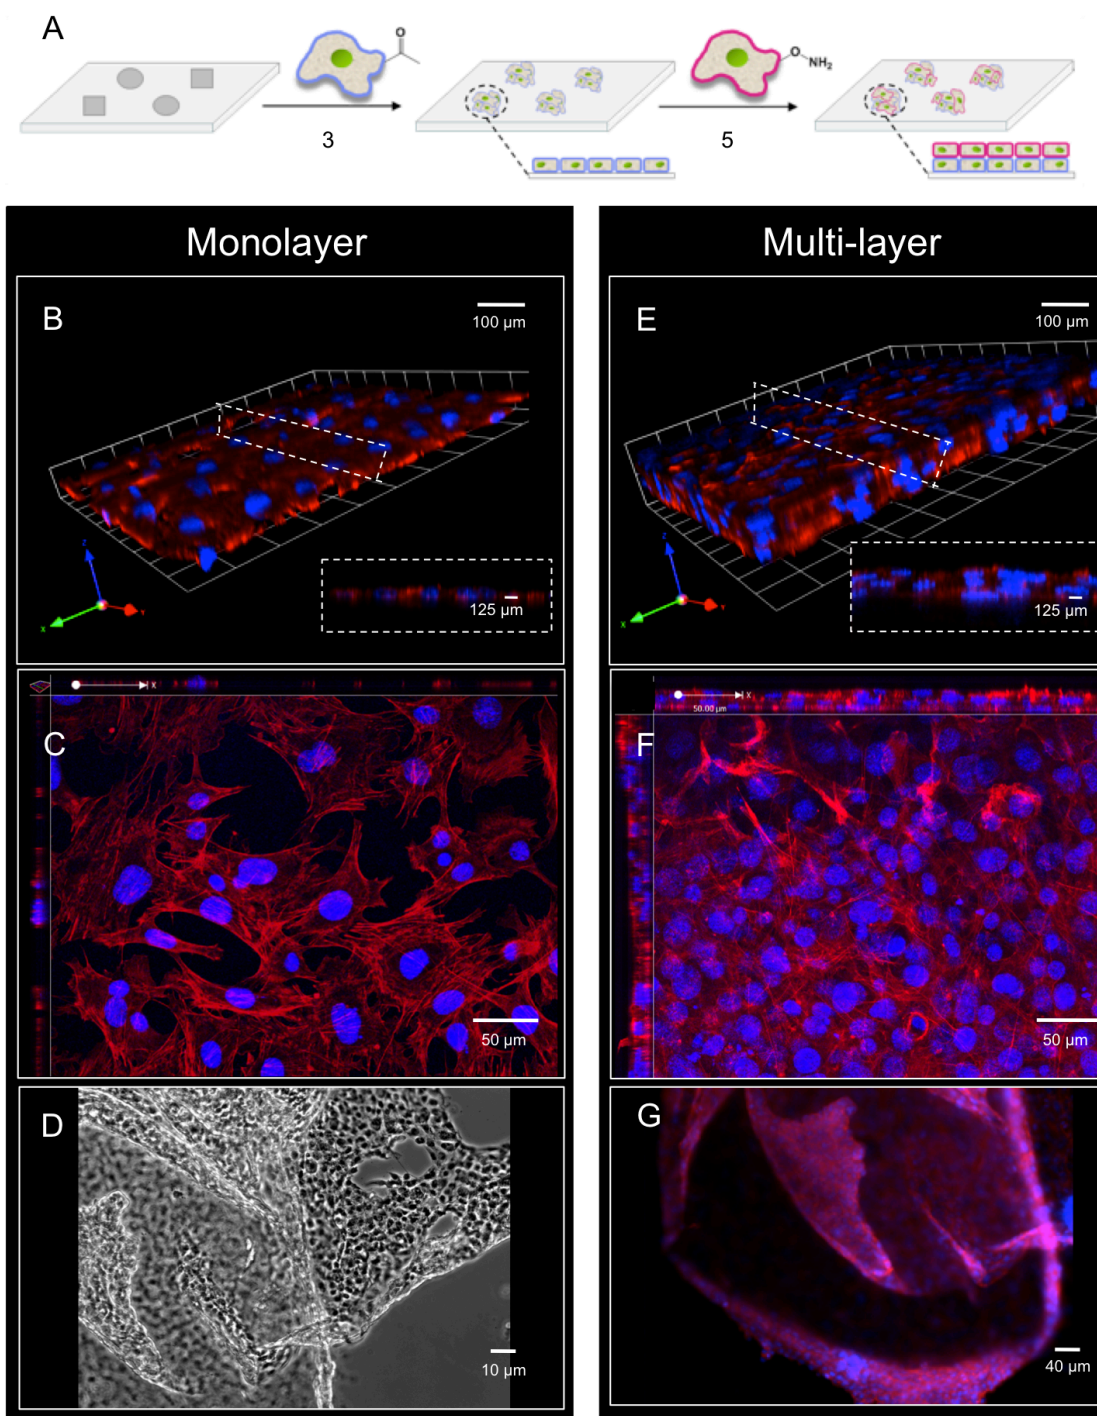 A
O
O
NH₂
3
5
Monolayer
Multi-layer
B
100 µm
E
100 µm
Z
X
Y
125 µm
Z
X
Y
125 µm
X
C
50 µm
X
50.00 µm
F
50 µm
D
10 µm
G
40 µm